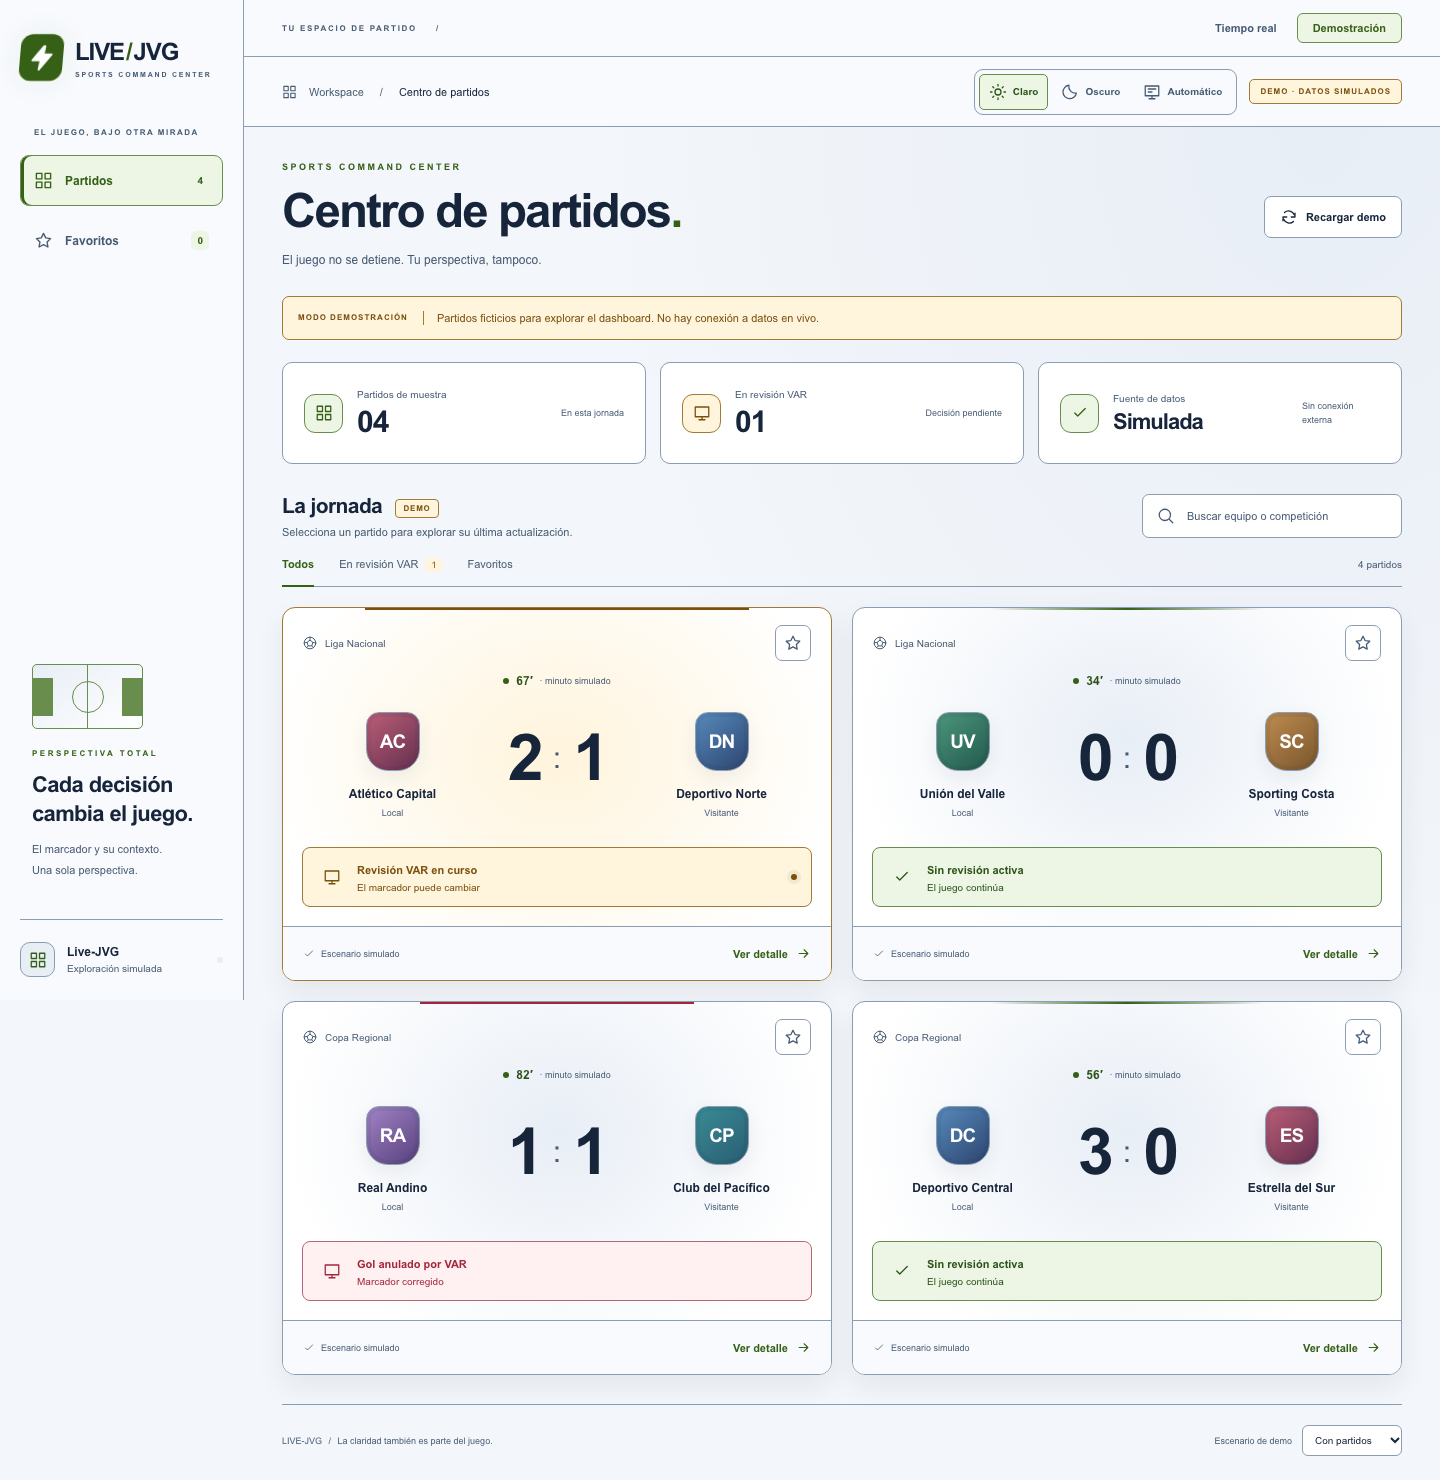 LIVE/JVG
SPORTS COMMAND CENTER
EL JUEGO, BAJO OTRA MIRADA
Partidos 4
Favoritos 0
PERSPECTIVA TOTAL
Cada decisión
cambia el juego.
El marcador y su contexto.
Una sola perspectiva.
Live-JVG
Exploración simulada
TU ESPACIO DE PARTIDO /
Tiempo real Demostración
Workspace / Centro de partidos
Claro Oscuro Automático DEMO · DATOS SIMULADOS
SPORTS COMMAND CENTER
Centro de partidos.
El juego no se detiene. Tu perspectiva, tampoco.
Recargar demo
MODO DEMOSTRACIÓN Partidos ficticios para explorar el dashboard. No hay conexión a datos en vivo.
Partidos de muestra
04
En esta jornada
En revisión VAR
01
Decisión pendiente
Fuente de datos
Simulada
Sin conexión
externa
La jornada DEMO
Selecciona un partido para explorar su última actualización.
Buscar equipo o competición
Todos En revisión VAR 1 Favoritos 4 partidos
Liga Nacional
67′ · minuto simulado
AC 2 : 1 DN
Atlético Capital Deportivo Norte
Local Visitante
Revisión VAR en curso
El marcador puede cambiar
Escenario simulado Ver detalle
Liga Nacional
34′ · minuto simulado
UV 0 : 0 SC
Unión del Valle Sporting Costa
Local Visitante
Sin revisión activa
El juego continúa
Escenario simulado Ver detalle
Copa Regional
82′ · minuto simulado
RA 1 : 1 CP
Real Andino Club del Pacífico
Local Visitante
Gol anulado por VAR
Marcador corregido
Escenario simulado Ver detalle
Copa Regional
56′ · minuto simulado
DC 3 : 0 ES
Deportivo Central Estrella del Sur
Local Visitante
Sin revisión activa
El juego continúa
Escenario simulado Ver detalle
LIVE-JVG / La claridad también es parte del juego.
Escenario de demo Con partidos